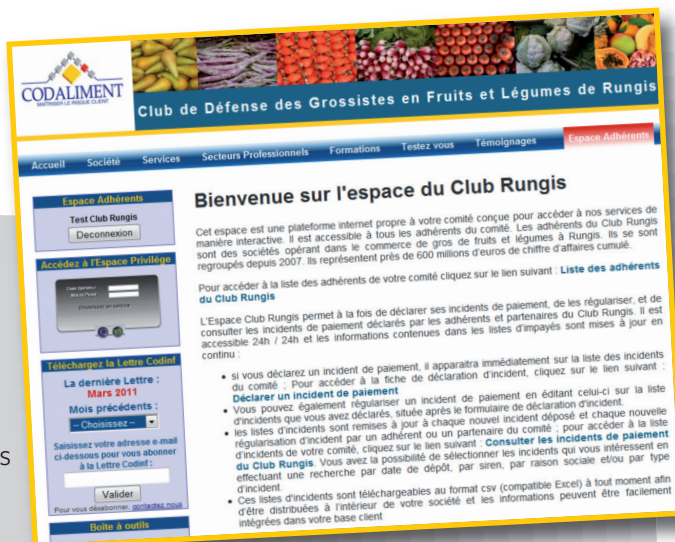 CODALIMENT
MAITRISER LE RISQUE CLIENT
Club de Défense des Grossistes en Fruits et Légumes de Rungis
Accueil Société Services Secteurs Professionnels Formations Testez vous Témoignages Espace Adhérents
Espace Adhérents
Test Club Rungis
Deconnexion
Accédez à l'Espace Privilège
Téléchargez la Lettre Codinf
La dernière Lettre :
Mars 2011
Mois précédents :
-- Choisissez --
Saisissez votre adresse e-mail
ci-dessous pour vous abonner
à la Lettre Codinf :
Valider
Pour vous désabonner, contactez nous
Boîte à outils
s
Bienvenue sur l'espace du Club Rungis
Cet espace est une plateforme internet propre à votre comité conçue pour accéder à nos services de
manière interactive. Il est accessible à tous les adhérents du comité. Les adhérents du Club Rungis
sont des sociétés opérant dans le commerce de gros de fruits et légumes à Rungis. Ils se sont
regroupés depuis 2007. Ils représentent près de 600 millions d'euros de chiffre d'affaires cumulé.
Pour accéder à la liste des adhérents de votre comité cliquez sur le lien suivant : Liste des adhérents
du Club Rungis
L'Espace Club Rungis permet à la fois de déclarer ses incidents de paiement, de les régulariser, et de
consulter les incidents de paiement déclarés par les adhérents et partenaires du Club Rungis. Il est
accessible 24h / 24h et les informations contenues dans les listes d'impayés sont mises à jour en
continu :
• si vous déclarez un incident de paiement, il apparaitra immédiatement sur la liste des incidents
du comité ; Pour accéder à la fiche de déclaration d'incident, cliquez sur le lien suivant :
Déclarer un incident de paiement
• Vous pouvez également régulariser un incident de paiement en éditant celui-ci sur la liste
d'incidents que vous avez déclarés, située après le formulaire de déclaration d'incident.
• les listes d'incidents sont remises à jour à chaque nouvel incident déposé et chaque nouvelle
régularisation d'incident par un adhérent ou un partenaire du comité ; pour accéder à la liste
d'incidents de votre comité, cliquez sur le lien suivant : Consulter les incidents de paiement
du Club Rungis. Vous avez la possibilité de sélectionner les incidents qui vous intéressent en
effectuant une recherche par date de dépôt, par siren, par raison sociale et/ou par type
d'incident.
• Ces listes d'incidents sont téléchargeables au format csv (compatible Excel) à tout moment afin
d'être distribuées à l'intérieur de votre société et les informations peuvent être facilement
intégrées dans votre base client